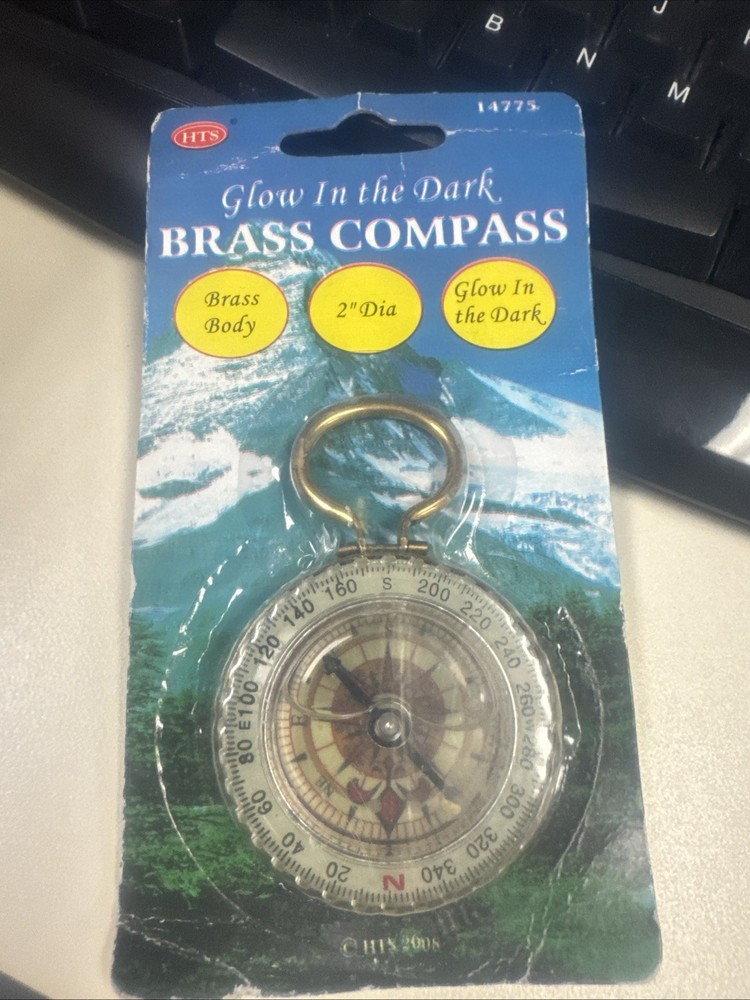 B
N
M
J
HTS
14775
Glow In the Dark
BRASS COMPASS
Brass
Body
2" Dia
Glow In
the Dark
S
200
220
240
260
W
280
300
320
340
N
20
40
60
80
E
100
120
140
160
E
NE
© HTS 2008